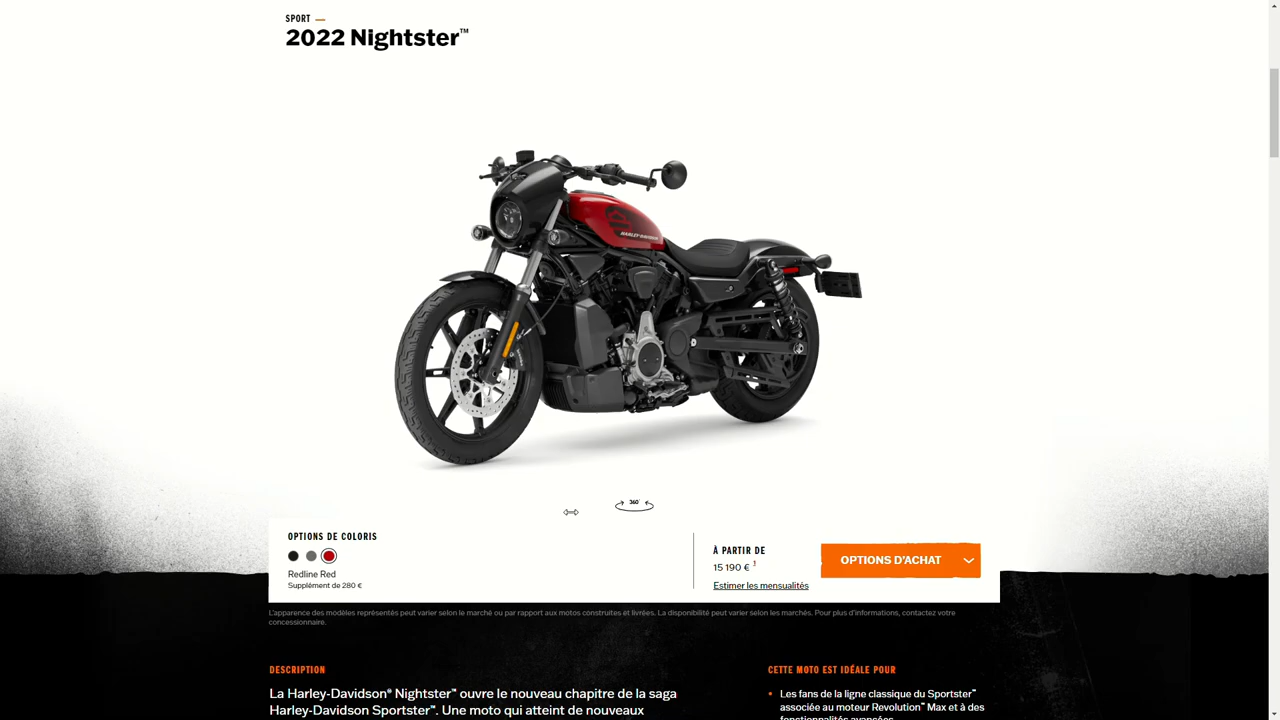 SPORT
2022 Nightster™
HARLEY-DAVIDSON
360°
OPTIONS DE COLORIS
Redline Red
Supplément de 280 €
À PARTIR DE
15 190 € ‡
Estimer les mensualités
OPTIONS D'ACHAT
L'apparence des modèles représentés peut varier selon le marché ou par rapport aux motos construites et livrées. La disponibilité peut varier selon les marchés. Pour plus d'informations, contactez votre
concessionnaire.
DESCRIPTION
La Harley-Davidson® Nightster™ ouvre le nouveau chapitre de la saga
Harley-Davidson Sportster™. Une moto qui atteint de nouveaux
CETTE MOTO EST IDÉALE POUR
Les fans de la ligne classique du Sportster™
associée au moteur Revolution™ Max et à des
fonctionnalités avancées